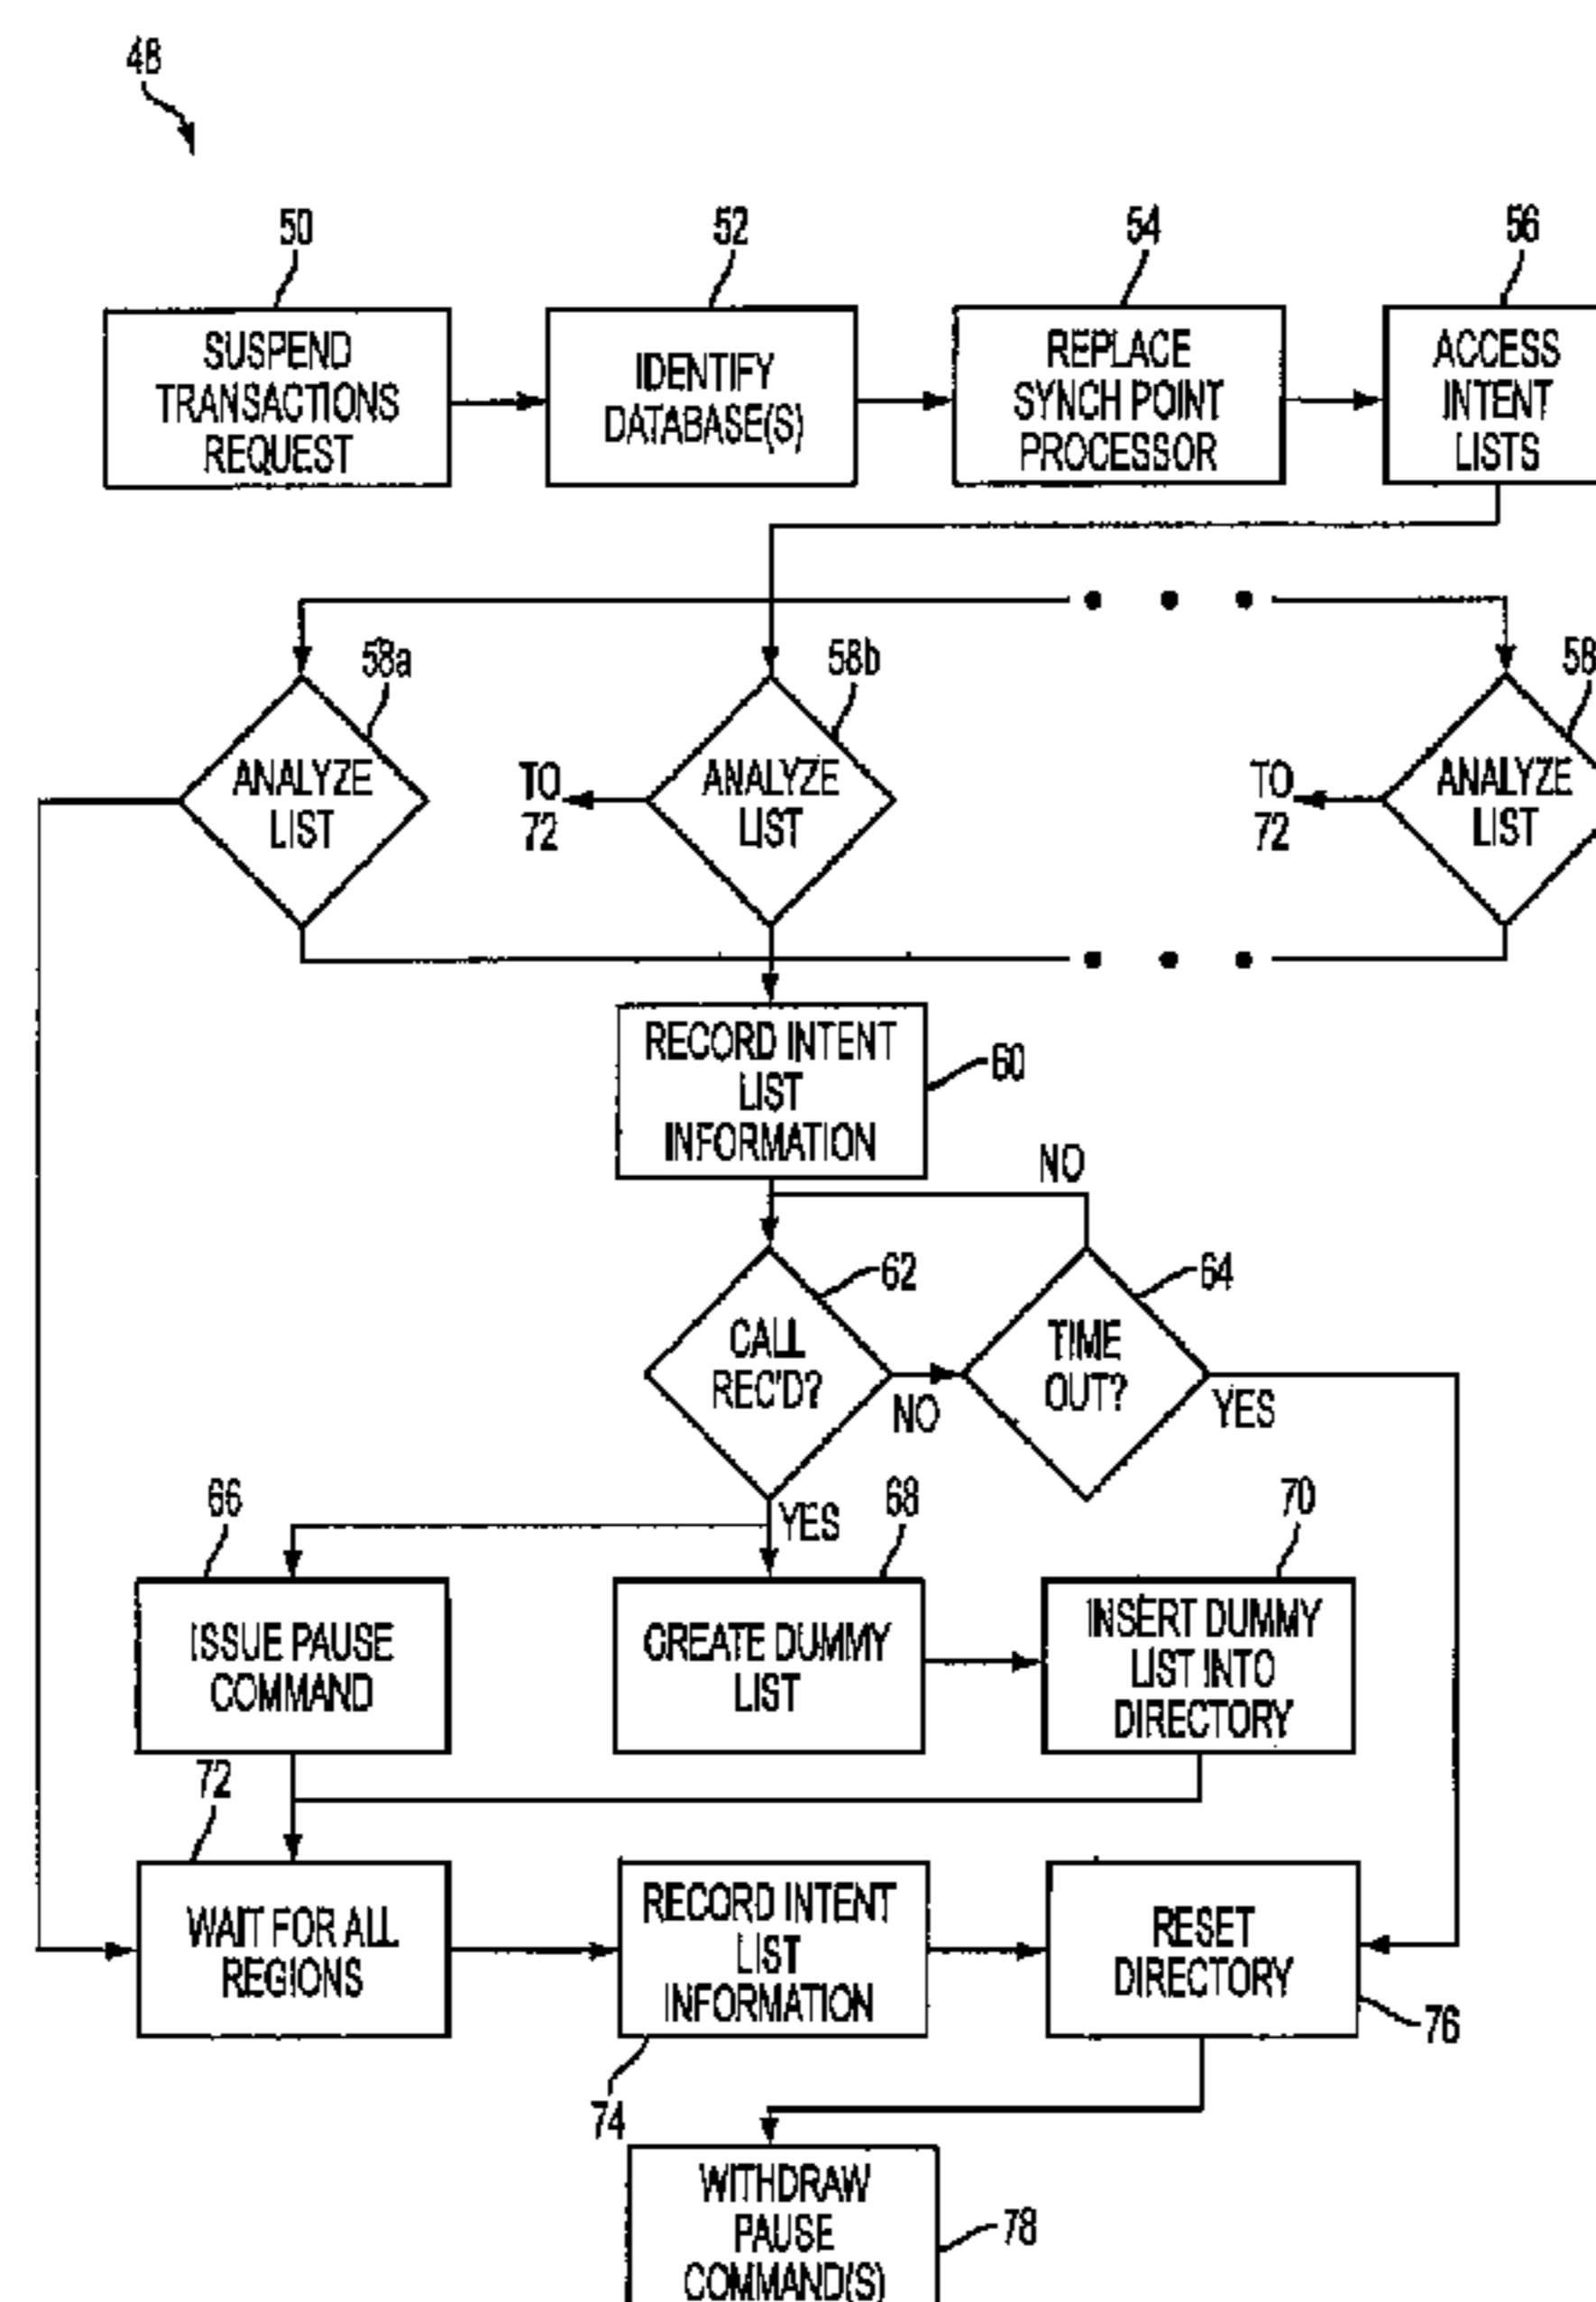 48
50
52
54
56
SUSPEND
TRANSACTIONS
REQUEST
IDENTIFY
DATABASE(S)
REPLACE
SYNCH POINT
PROCESSOR
ACCESS
INTENT
LISTS
58a
58b
58
ANALYZE
LIST
TO
72
ANALYZE
LIST
TO
72
ANALYZE
LIST
RECORD INTENT
LIST
INFORMATION
60
NO
62
64
CALL
REC'D?
NO
TIME
OUT?
YES
YES
66
68
70
ISSUE PAUSE
COMMAND
CREATE DUMMY
LIST
INSERT DUMMY
LIST INTO
DIRECTORY
72
WAIT FOR ALL
REGIONS
RECORD INTENT
LIST
INFORMATION
RESET
DIRECTORY
76
74
WITHDRAW
PAUSE
COMMAND(S)
78